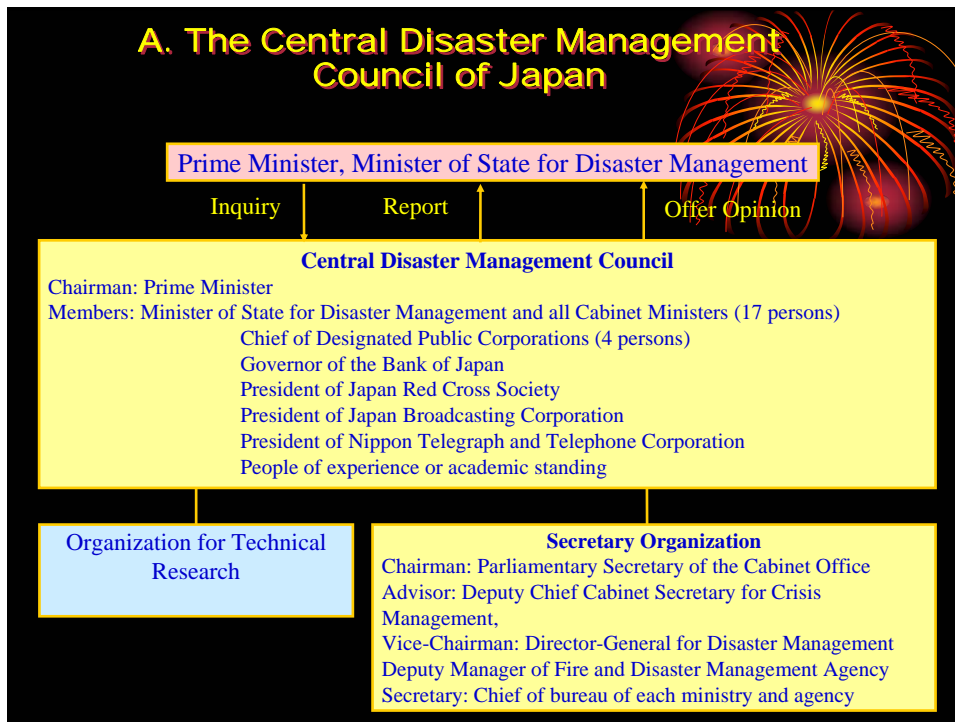 A. The Central Disaster Management
Council of Japan
Prime Minister, Minister of State for Disaster Management
Inquiry
Report
Offer Opinion
Central Disaster Management Council
Chairman: Prime Minister
Members: Minister of State for Disaster Management and all Cabinet Ministers (17 persons)
Chief of Designated Public Corporations (4 persons)
Governor of the Bank of Japan
President of Japan Red Cross Society
President of Japan Broadcasting Corporation
President of Nippon Telegraph and Telephone Corporation
People of experience or academic standing
Organization for Technical
Research
Secretary Organization
Chairman: Parliamentary Secretary of the Cabinet Office
Advisor: Deputy Chief Cabinet Secretary for Crisis
Management,
Vice-Chairman: Director-General for Disaster Management
Deputy Manager of Fire and Disaster Management Agency
Secretary: Chief of bureau of each ministry and agency